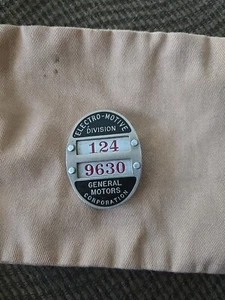 ELECTRO-MOTIVE
DIVISION
124
9630
GENERAL
MOTORS
CORPORATION